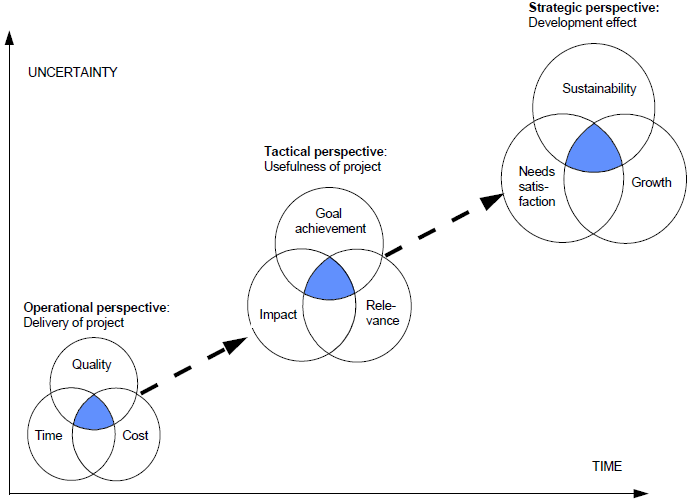 Strategic perspective:
Development effect
UNCERTAINTY
Sustainability
Needs
satis-
faction
Growth
Tactical perspective:
Usefulness of project
Goal
achievement
Impact
Rele-
vance
Operational perspective:
Delivery of project
Quality
Time
Cost
TIME